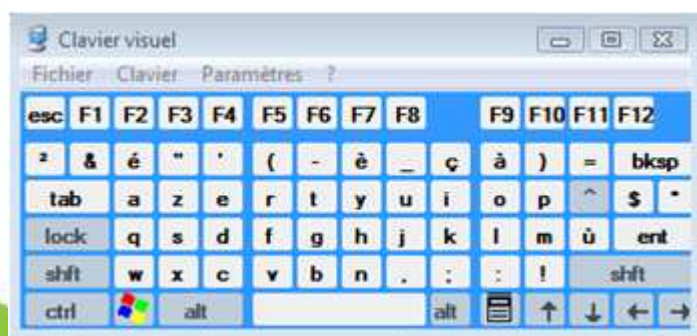 Clavier visuel
Fichier Clavier Paramètres ?
esc F1 F2 F3 F4 F5 F6 F7 F8 F9 F10 F11 F12
² & é " ' ( - è _ ç à ) = bksp
tab a z e r t y u i o p ^ $ *
lock q s d f g h j k l m ù ent
shft w x c v b n . ; : ! shft
ctrl alt alt ↑ ↓ ← →